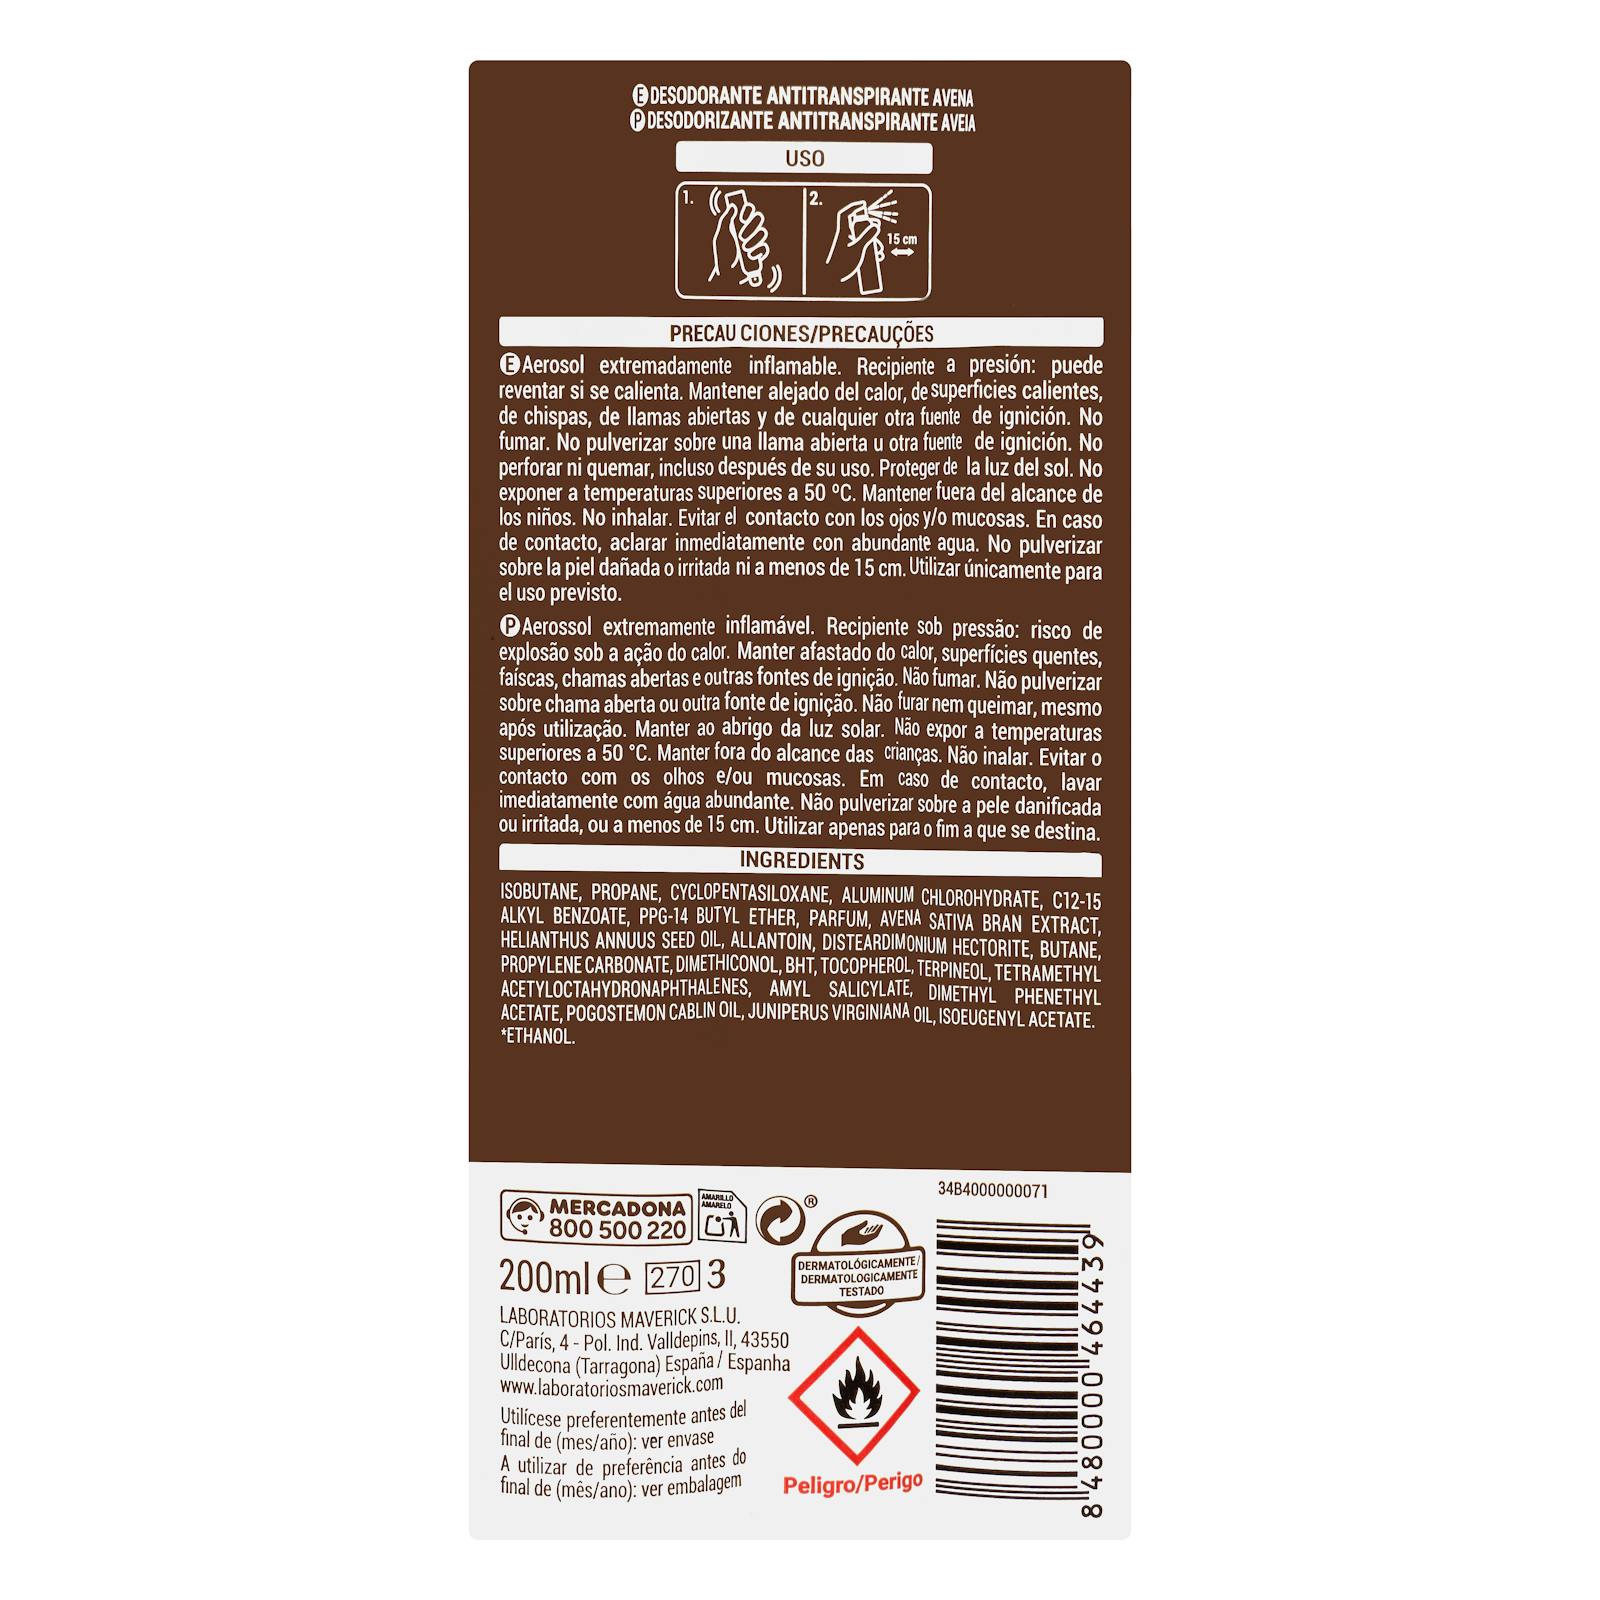 E DESODORANTE ANTITRANSPIRANTE AVENA
P DESODORIZANTE ANTITRANSPIRANTE AVEIA
USO
1.
2.
15 cm
PRECAUCIONES/PRECAUÇÕES
E Aerosol extremadamente inflamable. Recipiente a presión: puede
reventar si se calienta. Mantener alejado del calor, de superficies calientes,
de chispas, de llamas abiertas y de cualquier otra fuente de ignición. No
fumar. No pulverizar sobre una llama abierta u otra fuente de ignición. No
perforar ni quemar, incluso después de su uso. Proteger de la luz del sol. No
exponer a temperaturas superiores a 50 ºC. Mantener fuera del alcance de
los niños. No inhalar. Evitar el contacto con los ojos y/o mucosas. En caso
de contacto, aclarar inmediatamente con abundante agua. No pulverizar
sobre la piel dañada o irritada ni a menos de 15 cm. Utilizar únicamente para
el uso previsto.
P Aerossol extremamente inflamável. Recipiente sob pressão: risco de
explosão sob a ação do calor. Manter afastado do calor, superfícies quentes,
faíscas, chamas abertas e outras fontes de ignição. Não fumar. Não pulverizar
sobre chama aberta ou outra fonte de ignição. Não furar nem queimar, mesmo
após utilização. Manter ao abrigo da luz solar. Não expor a temperaturas
superiores a 50 °C. Manter fora do alcance das crianças. Não inalar. Evitar o
contacto com os olhos e/ou mucosas. Em caso de contacto, lavar
imediatamente com água abundante. Não pulverizar sobre a pele danificada
ou irritada, ou a menos de 15 cm. Utilizar apenas para o fim a que se destina.
INGREDIENTS
ISOBUTANE, PROPANE, CYCLOPENTASILOXANE, ALUMINUM CHLOROHYDRATE, C12-15
ALKYL BENZOATE, PPG-14 BUTYL ETHER, PARFUM, AVENA SATIVA BRAN EXTRACT,
HELIANTHUS ANNUUS SEED OIL, ALLANTOIN, DISTEARDIMONIUM HECTORITE, BUTANE,
PROPYLENE CARBONATE, DIMETHICONOL, BHT, TOCOPHEROL, TERPINEOL, TETRAMETHYL
ACETYLOCTAHYDRONAPHTHALENES, AMYL SALICYLATE, DIMETHYL PHENETHYL
ACETATE, POGOSTEMON CABLIN OIL, JUNIPERUS VIRGINIANA OIL, ISOEUGENYL ACETATE.
*ETHANOL.
34B4000000071
MERCADONA
800 500 220
AMARILLO
AMARELO
®
DERMATOLÓGICAMENTE/
DERMATOLOGICAMENTE
TESTADO
200ml e 270 3
LABORATORIOS MAVERICK S.L.U.
C/París, 4 - Pol. Ind. Valldepins, II, 43550
Ulldecona (Tarragona) España / Espanha
www.laboratoriosmaverick.com
Utilícese preferentemente antes del
final de (mes/año): ver envase
A utilizar de preferência antes do
final de (mês/ano): ver embalagem
Peligro/Perigo
8 480000 464439